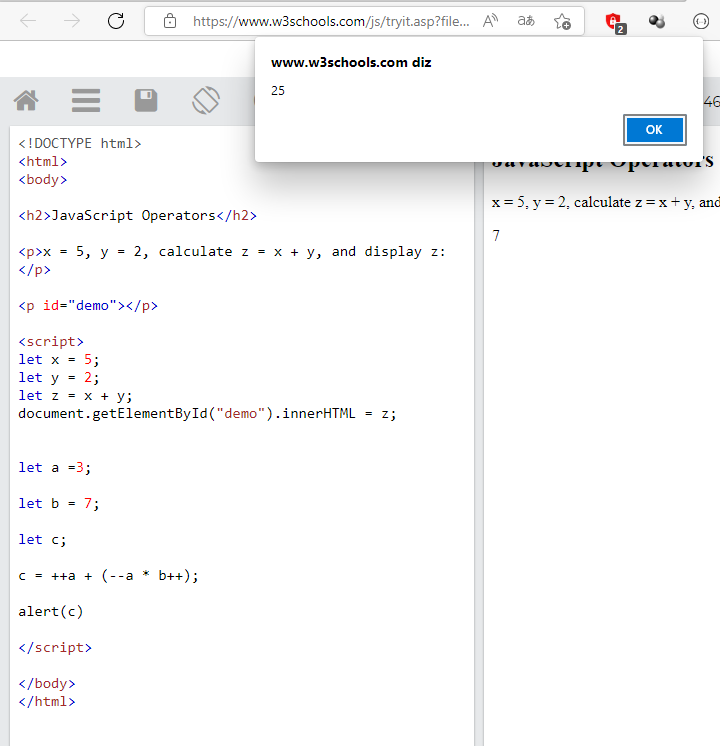 https://www.w3schools.com/js/tryit.asp?file...
2
www.w3schools.com diz
25
OK
46
<!DOCTYPE html>
<html>
<body>
<h2>JavaScript Operators</h2>
<p>x = 5, y = 2, calculate z = x + y, and display z:
</p>
<p id="demo"></p>
<script>
let x = 5;
let y = 2;
let z = x + y;
document.getElementById("demo").innerHTML = z;
let a =3;
let b = 7;
let c;
c = ++a + (--a * b++);
alert(c)
</script>
</body>
</html>
JavaScript Operators
x = 5, y = 2, calculate z = x + y, and
7